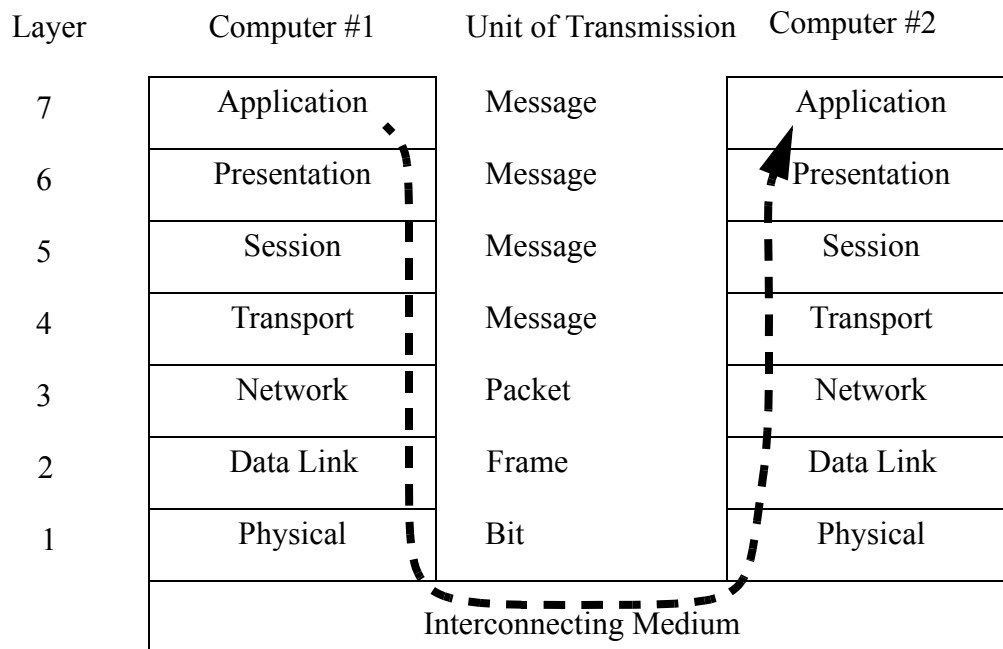 Layer Computer #1 Unit of Transmission Computer #2
7 Application Message Application
6 Presentation Message Presentation
5 Session Message Session
4 Transport Message Transport
3 Network Packet Network
2 Data Link Frame Data Link
1 Physical Bit Physical
Interconnecting Medium